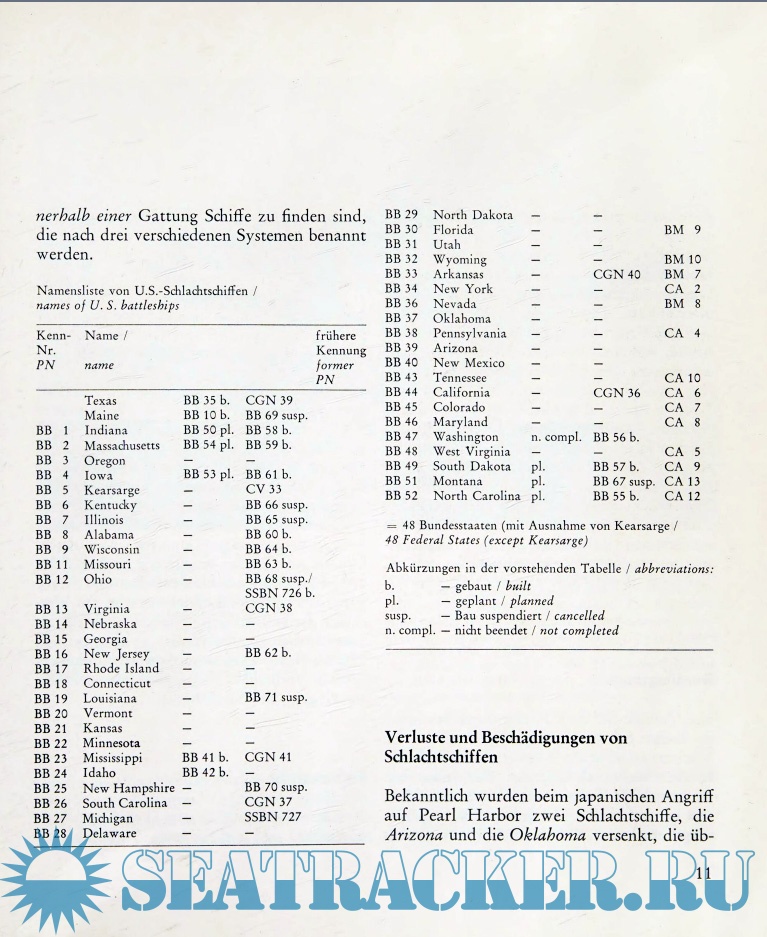 nerhalb einer Gattung Schiffe zu finden sind,
die nach drei verschiedenen Systemen benannt
werden.
Namensliste von U.S.-Schlachtschiffen /
names of U. S. battleships
Kenn- Name / frühere
Nr. Kennung
PN name former
PN
Texas BB 35 b. CGN 39
Maine BB 10 b. BB 69 susp.
BB 1 Indiana BB 50 pl. BB 58 b.
BB 2 Massachusetts BB 54 pl. BB 59 b.
BB 3 Oregon – –
BB 4 Iowa BB 53 pl. BB 61 b.
BB 5 Kearsarge – CV 33
BB 6 Kentucky – BB 66 susp.
BB 7 Illinois – BB 65 susp.
BB 8 Alabama – BB 60 b.
BB 9 Wisconsin – BB 64 b.
BB 11 Missouri – BB 63 b.
BB 12 Ohio – BB 68 susp./
SSBN 726 b.
BB 13 Virginia – CGN 38
BB 14 Nebraska – –
BB 15 Georgia – –
BB 16 New Jersey – BB 62 b.
BB 17 Rhode Island – –
BB 18 Connecticut – –
BB 19 Louisiana – BB 71 susp.
BB 20 Vermont – –
BB 21 Kansas – –
BB 22 Minnesota – –
BB 23 Mississippi BB 41 b. CGN 41
BB 24 Idaho BB 42 b. –
BB 25 New Hampshire – BB 70 susp.
BB 26 South Carolina – CGN 37
BB 27 Michigan – SSBN 727
BB 28 Delaware – –
BB 29 North Dakota – –
BB 30 Florida – – BM 9
BB 31 Utah – –
BB 32 Wyoming – – BM 10
BB 33 Arkansas – CGN 40 BM 7
BB 34 New York – – CA 2
BB 36 Nevada – – BM 8
BB 37 Oklahoma – –
BB 38 Pennsylvania – – CA 4
BB 39 Arizona – –
BB 40 New Mexico – –
BB 43 Tennessee – – CA 10
BB 44 California – CGN 36 CA 6
BB 45 Colorado – – CA 7
BB 46 Maryland – – CA 8
BB 47 Washington n. compl. BB 56 b.
BB 48 West Virginia – – CA 5
BB 49 South Dakota pl. BB 57 b. CA 9
BB 51 Montana pl. BB 67 susp. CA 13
BB 52 North Carolina pl. BB 55 b. CA 12
= 48 Bundesstaaten (mit Ausnahme von Kearsarge /
48 Federal States (except Kearsarge)
Abkürzungen in der vorstehenden Tabelle / abbreviations:
b. – gebaut / built
pl. – geplant / planned
susp. – Bau suspendiert / cancelled
n. compl. – nicht beendet / not completed
Verluste und Beschädigungen von
Schlachtschiffen
Bekanntlich wurden beim japanischen Angriff
auf Pearl Harbor zwei Schlachtschiffe, die
Arizona und die Oklahoma versenkt, die üb-
11
SEATRACKER.RU